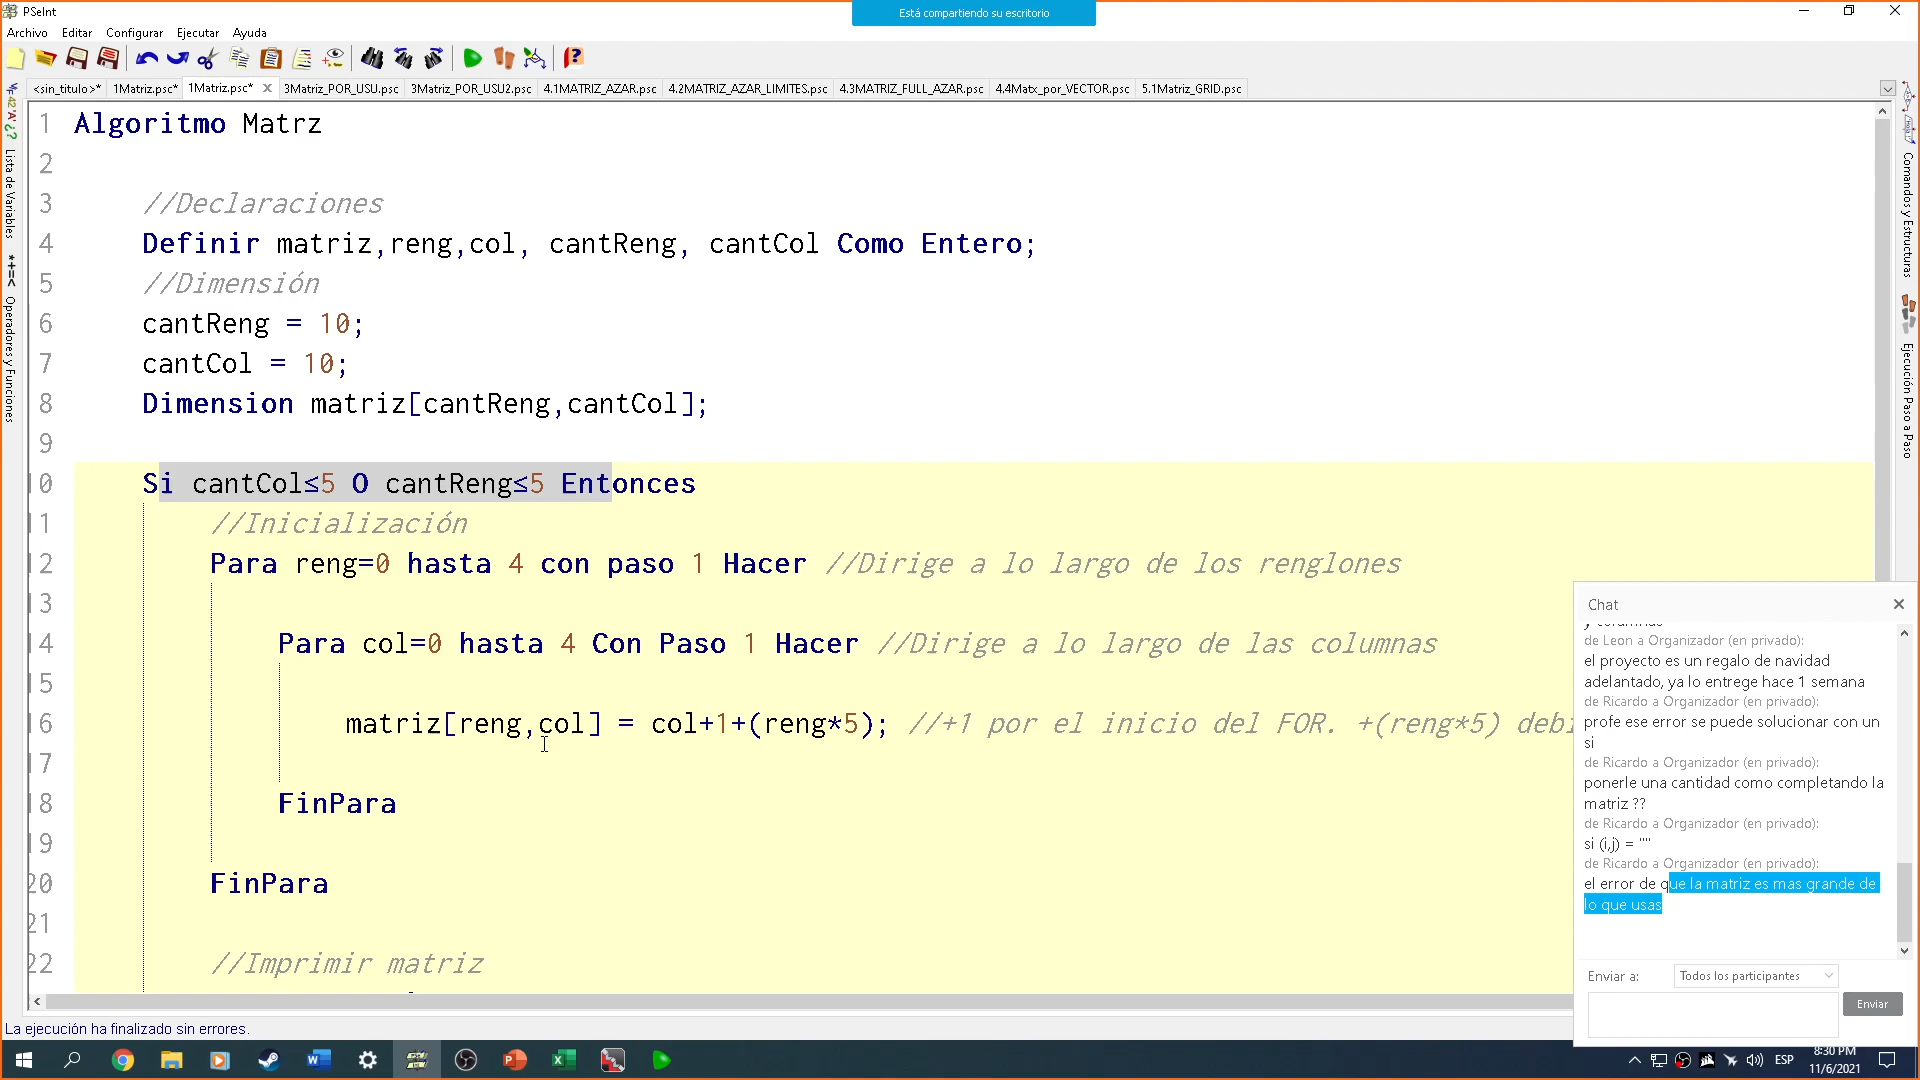 PSeInt
Está compartiendo su escritorio
Archivo Editar Configurar Ejecutar Ayuda
<sin_titulo>* 1Matriz.psc* 1Matriz.psc* 3Matriz_POR_USU.psc 3Matriz_POR_USU2.psc 4.1MATRIZ_AZAR.psc 4.2MATRIZ_AZAR_LIMITES.psc 4.3MATRIZ_FULL_AZAR.psc 4.4Matx_por_VECTOR.psc 5.1Matriz_GRID.psc
Lista de Variables
*+=< Operadores y Funciones
1 Algoritmo Matrz
2
3 //Declaraciones
4 Definir matriz,reng,col, cantReng, cantCol Como Entero;
5 //Dimensión
6 cantReng = 10;
7 cantCol = 10;
8 Dimension matriz[cantReng,cantCol];
9
10 Si cantCol≤5 O cantReng≤5 Entonces
11 //Inicialización
12 Para reng=0 hasta 4 con paso 1 Hacer //Dirige a lo largo de los renglones
13
14 Para col=0 hasta 4 Con Paso 1 Hacer //Dirige a lo largo de las columnas
15
16 matriz[reng,col] = col+1+(reng*5); //+1 por el inicio del FOR. +(reng*5) debi
17
18 FinPara
19
20 FinPara
21
22 //Imprimir matriz
Comandos y Estructuras
Ejecución Paso a Paso
Chat
de Leon a Organizador (en privado):
el proyecto es un regalo de navidad
adelantado, ya lo entrege hace 1 semana
de Ricardo a Organizador (en privado):
profe ese error se puede solucionar con un
si
de Ricardo a Organizador (en privado):
ponerle una cantidad como completando la
matriz ??
de Ricardo a Organizador (en privado):
si (i,j) = ""
de Ricardo a Organizador (en privado):
el error de que la matriz es mas grande de
lo que usas
Enviar a: Todos los participantes
Enviar
La ejecución ha finalizado sin errores.
ESP
8:30 PM
11/6/2021